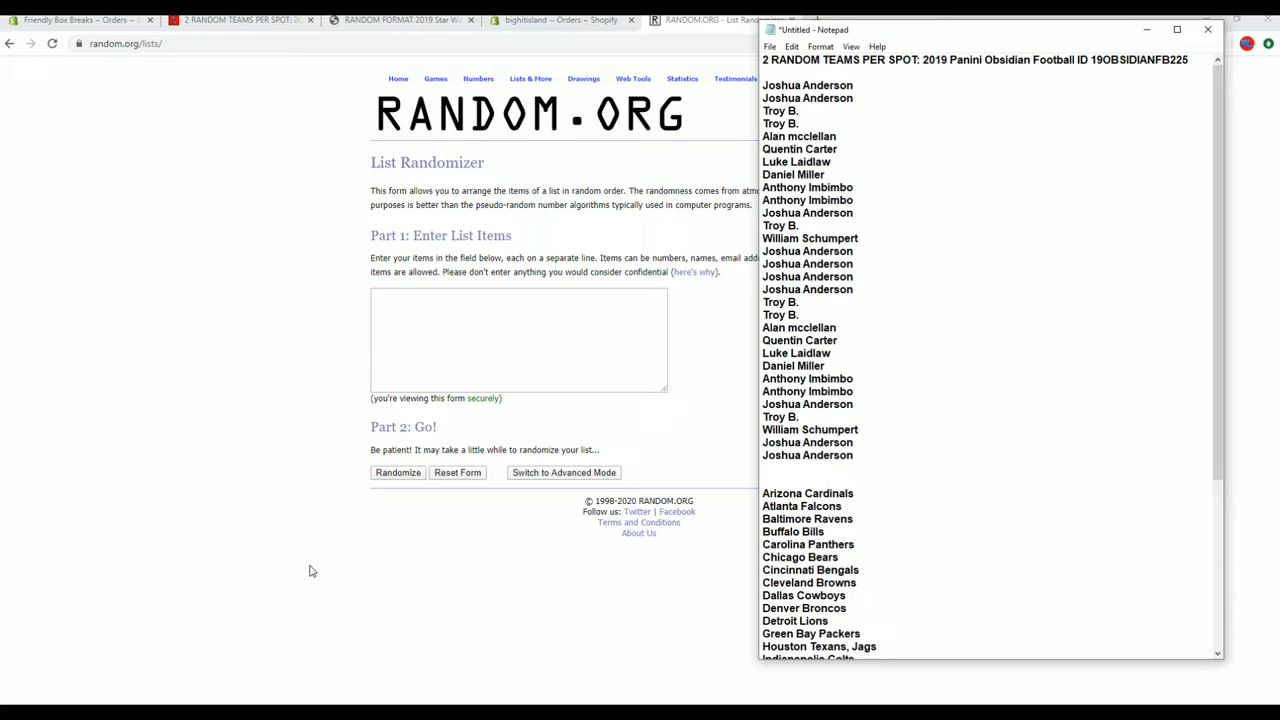 Friendly Box Breaks ~ Orders ~ S
2 RANDOM TEAMS PER SPOT: 2
RANDOM FORMAT 2019 Star W
bighitisland ~ Orders ~ Shopify
RANDOM.ORG - List Randomizer
random.org/lists/
Home Games Numbers Lists & More Drawings Web Tools Statistics Testimonials
RANDOM.ORG
List Randomizer
This form allows you to arrange the items of a list in random order. The randomness comes from atm
purposes is better than the pseudo-random number algorithms typically used in computer programs.
Part 1: Enter List Items
Enter your items in the field below, each on a separate line. Items can be numbers, names, email add
items are allowed. Please don't enter anything you would consider confidential (here's why).
(you're viewing this form securely)
Part 2: Go!
Be patient! It may take a little while to randomize your list...
Randomize Reset Form Switch to Advanced Mode
© 1998-2020 RANDOM.ORG
Follow us: Twitter | Facebook
Terms and Conditions
About Us
*Untitled - Notepad
File Edit Format View Help
2 RANDOM TEAMS PER SPOT: 2019 Panini Obsidian Football ID 19OBSIDIANFB225
Joshua Anderson
Joshua Anderson
Troy B.
Troy B.
Alan mcclellan
Quentin Carter
Luke Laidlaw
Daniel Miller
Anthony Imbimbo
Anthony Imbimbo
Joshua Anderson
Troy B.
William Schumpert
Joshua Anderson
Joshua Anderson
Joshua Anderson
Joshua Anderson
Troy B.
Troy B.
Alan mcclellan
Quentin Carter
Luke Laidlaw
Daniel Miller
Anthony Imbimbo
Anthony Imbimbo
Joshua Anderson
Troy B.
William Schumpert
Joshua Anderson
Joshua Anderson
Arizona Cardinals
Atlanta Falcons
Baltimore Ravens
Buffalo Bills
Carolina Panthers
Chicago Bears
Cincinnati Bengals
Cleveland Browns
Dallas Cowboys
Denver Broncos
Detroit Lions
Green Bay Packers
Houston Texans, Jags
Indianapolis Colts